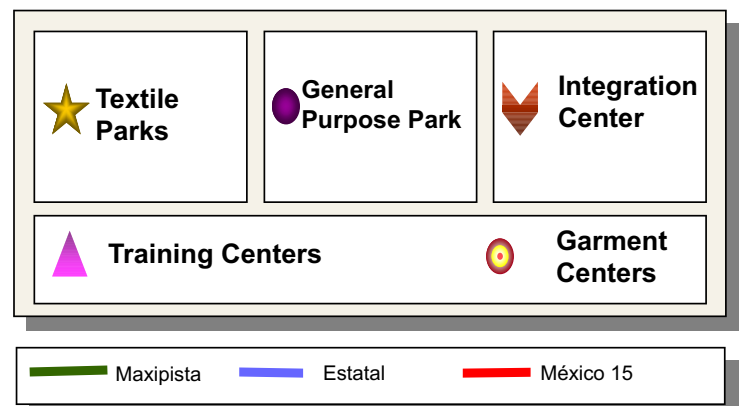 Textile
Parks
General
Purpose Park
Integration
Center
Training Centers
Garment
Centers
Maxipista
Estatal
México 15